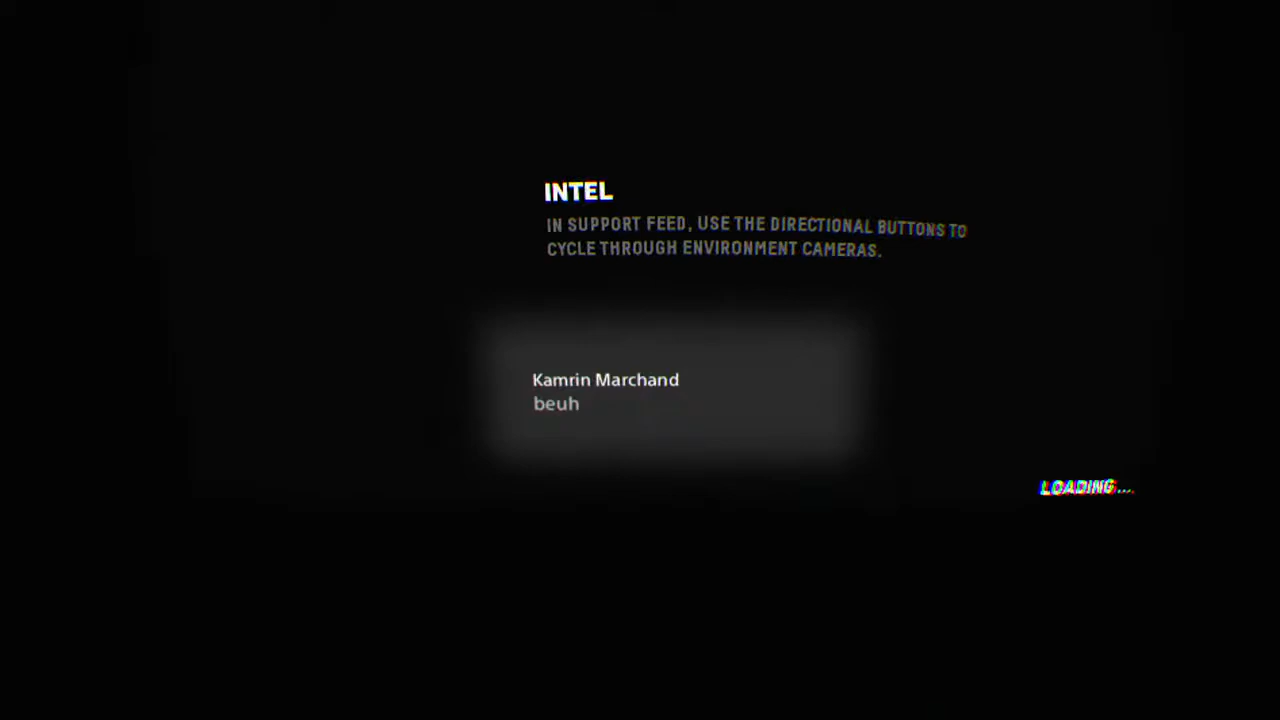 INTEL
IN SUPPORT FEED, USE THE DIRECTIONAL BUTTONS TO
CYCLE THROUGH ENVIRONMENT CAMERAS.
Kamrin Marchand
beuh
LOADING...